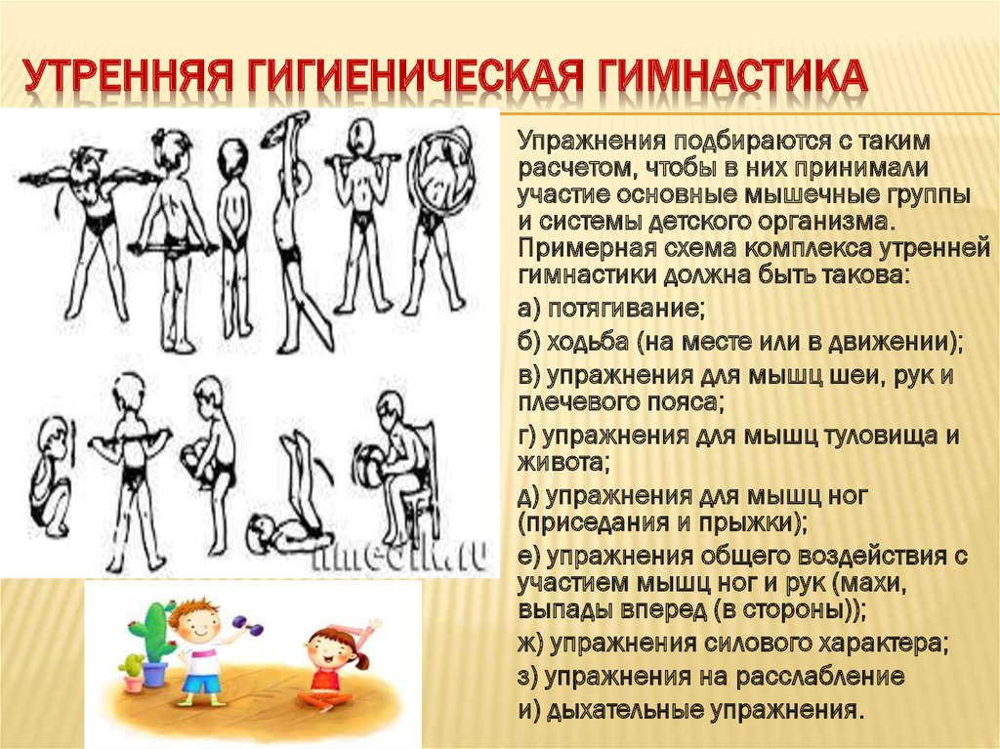 УТРЕННЯЯ ГИГИЕНИЧЕСКАЯ ГИМНАСТИКА
Упражнения подбираются с таким
расчетом, чтобы в них принимали
участие основные мышечные группы
и системы детского организма.
Примерная схема комплекса утренней
гимнастики должна быть такова:
а) потягивание;
б) ходьба (на месте или в движении);
в) упражнения для мышц шеи, рук и
плечевого пояса;
г) упражнения для мышц туловища и
живота;
д) упражнения для мышц ног
(приседания и прыжки);
е) упражнения общего воздействия с
участием мышц ног и рук (махи,
выпады вперед (в стороны));
ж) упражнения силового характера;
з) упражнения на расслабление
и) дыхательные упражнения.